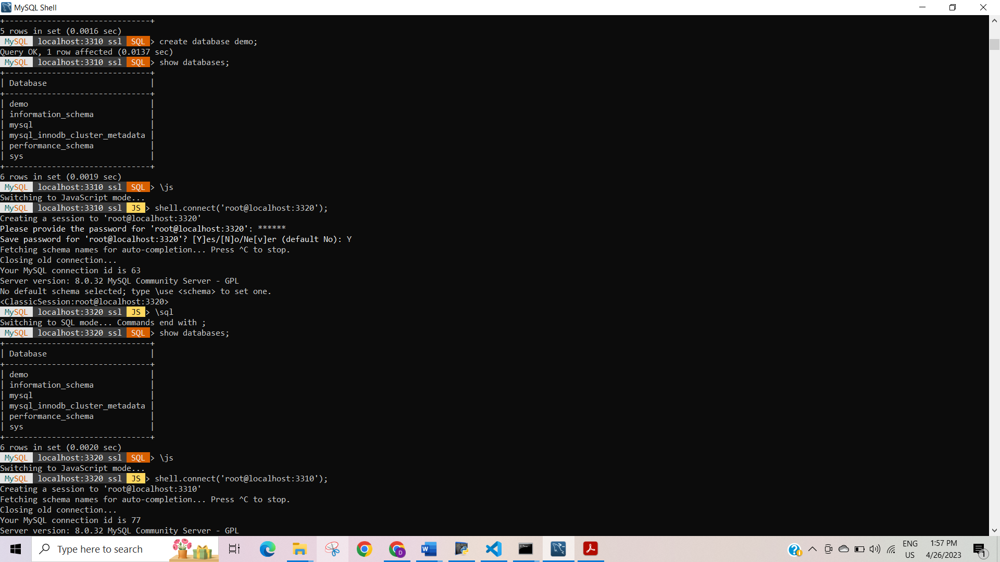 MySQL Shell
+-------------------------------+
5 rows in set (0.0016 sec)
MySQL localhost:3310 ssl SQL > create database demo;
Query OK, 1 row affected (0.0137 sec)
MySQL localhost:3310 ssl SQL > show databases;
+-------------------------------+
| Database                      |
+-------------------------------+
| demo                          |
| information_schema            |
| mysql                         |
| mysql_innodb_cluster_metadata |
| performance_schema            |
| sys                           |
+-------------------------------+
6 rows in set (0.0019 sec)
MySQL localhost:3310 ssl SQL > \js
Switching to JavaScript mode...
MySQL localhost:3310 ssl JS > shell.connect('root@localhost:3320');
Creating a session to 'root@localhost:3320'
Please provide the password for 'root@localhost:3320': ******
Save password for 'root@localhost:3320'? [Y]es/[N]o/Ne[v]er (default No): Y
Fetching schema names for auto-completion... Press ^C to stop.
Closing old connection...
Your MySQL connection id is 63
Server version: 8.0.32 MySQL Community Server - GPL
No default schema selected; type \use <schema> to set one.
<ClassicSession:root@localhost:3320>
MySQL localhost:3320 ssl JS > \sql
Switching to SQL mode... Commands end with ;
MySQL localhost:3320 ssl SQL > show databases;
+-------------------------------+
| Database                      |
+-------------------------------+
| demo                          |
| information_schema            |
| mysql                         |
| mysql_innodb_cluster_metadata |
| performance_schema            |
| sys                           |
+-------------------------------+
6 rows in set (0.0020 sec)
MySQL localhost:3320 ssl SQL > \js
Switching to JavaScript mode...
MySQL localhost:3320 ssl JS > shell.connect('root@localhost:3310');
Creating a session to 'root@localhost:3310'
Fetching schema names for auto-completion... Press ^C to stop.
Closing old connection...
Your MySQL connection id is 77
Server version: 8.0.32 MySQL Community Server - GPL
Type here to search
D
W
ENG
US
1:57 PM
4/26/2023
1